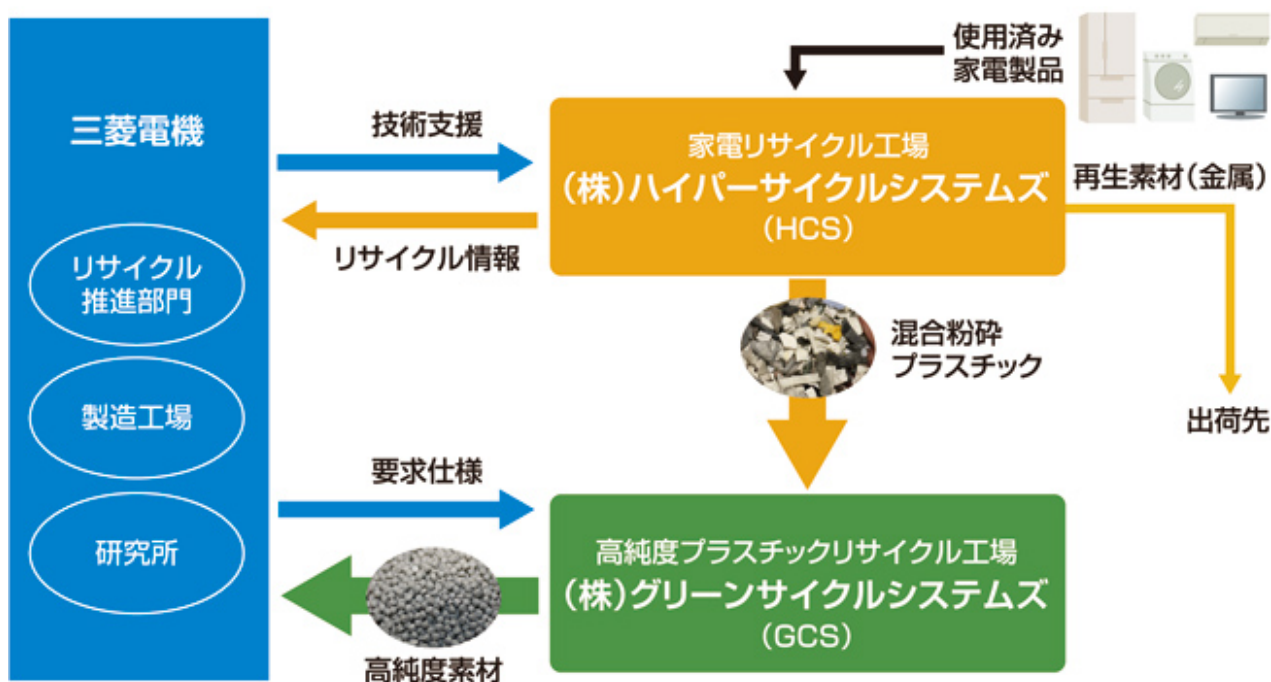 三菱電機
リサイクル
推進部門
製造工場
研究所
技術支援
リサイクル情報
使用済み
家電製品
家電リサイクル工場
(株)ハイパーサイクルシステムズ
(HCS)
再生素材(金属)
出荷先
混合粉砕
プラスチック
要求仕様
高純度プラスチックリサイクル工場
(株)グリーンサイクルシステムズ
(GCS)
高純度素材